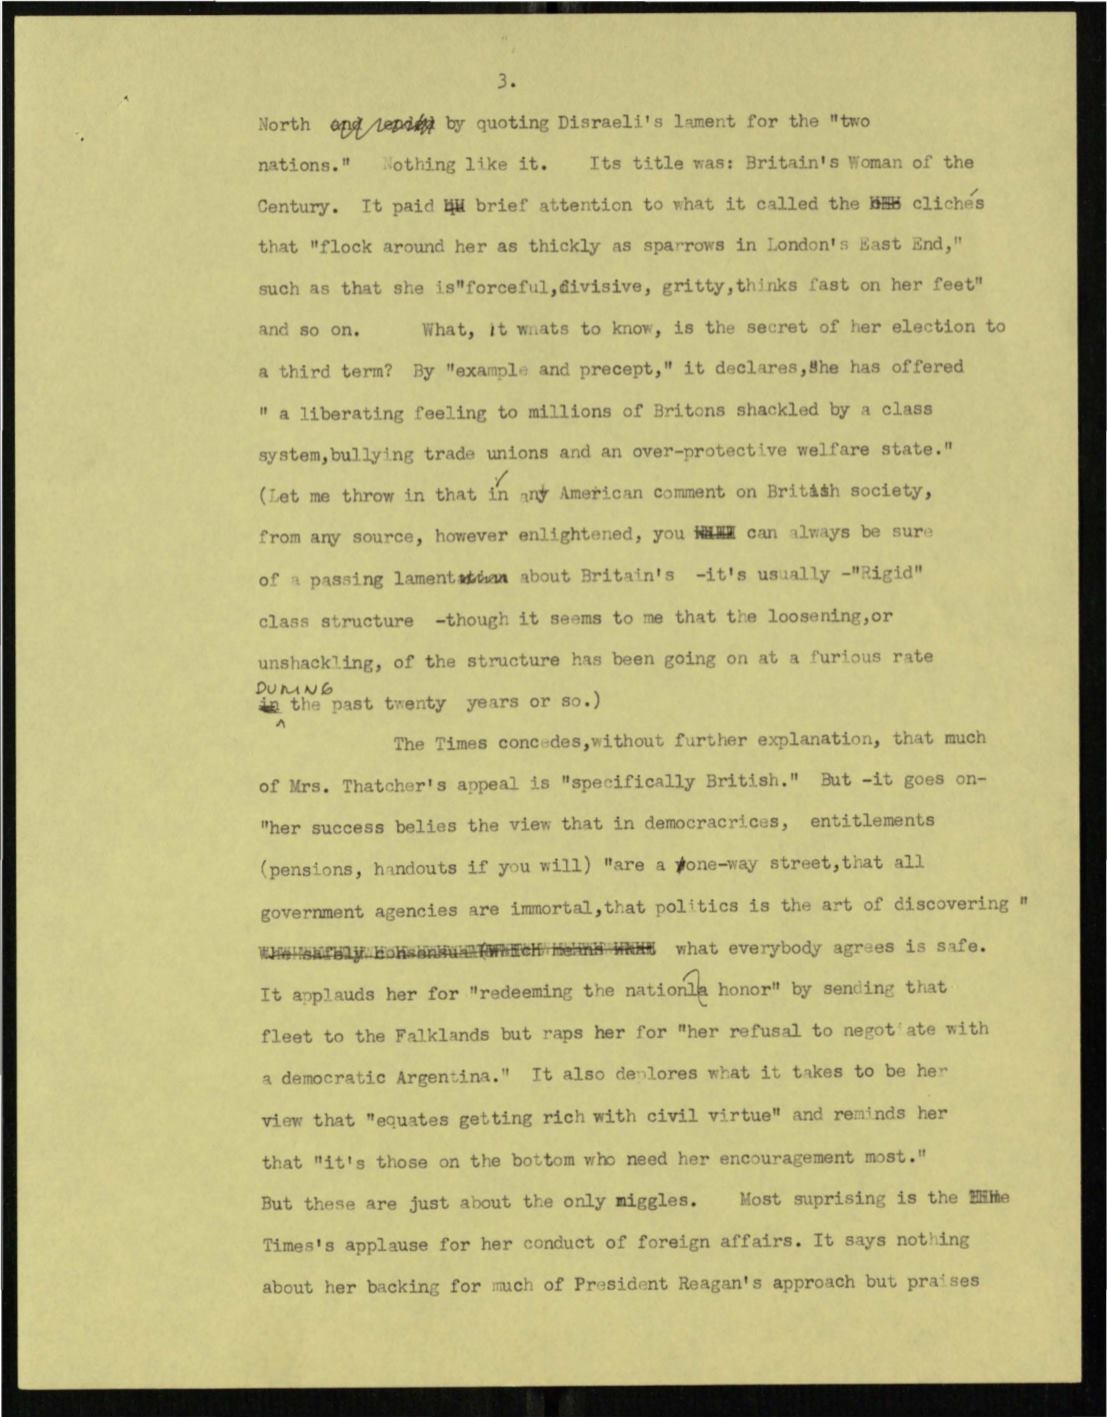 3.
North by quoting Disraeli's lament for the "two
nations." Nothing like it. Its title was: Britain's Woman of the
Century. It paid brief attention to what it called the clichés
that "flock around her as thickly as sparrows in London's East End,"
such as that she is"forceful,divisive, gritty,thinks fast on her feet"
and so on. What, it wnats to know, is the secret of her election to
a third term? By "example and precept," it declares,She has offered
" a liberating feeling to millions of Britons shackled by a class
system,bullying trade unions and an over-protective welfare state."
(Let me throw in that in any American comment on British society,
from any source, however enlightened, you can always be sure
of a passing lament about Britain's -it's usually -"Rigid"
class structure -though it seems to me that the loosening,or
unshackling, of the structure has been going on at a furious rate
DURING
in the past twenty years or so.)
The Times concedes,without further explanation, that much
of Mrs. Thatcher's appeal is "specifically British." But -it goes on-
"her success belies the view that in democracrices, entitlements
(pensions, handouts if you will) "are a one-way street,that all
government agencies are immortal,that politics is the art of discovering "
what everybody agrees is safe.
It applauds her for "redeeming the nationla honor" by sending that
fleet to the Falklands but raps her for "her refusal to negotiate with
a democratic Argentina." It also deplores what it takes to be her
view that "equates getting rich with civil virtue" and reminds her
that "it's those on the bottom who need her encouragement most."
But these are just about the only niggles. Most suprising is the
Times's applause for her conduct of foreign affairs. It says nothing
about her backing for much of President Reagan's approach but praises